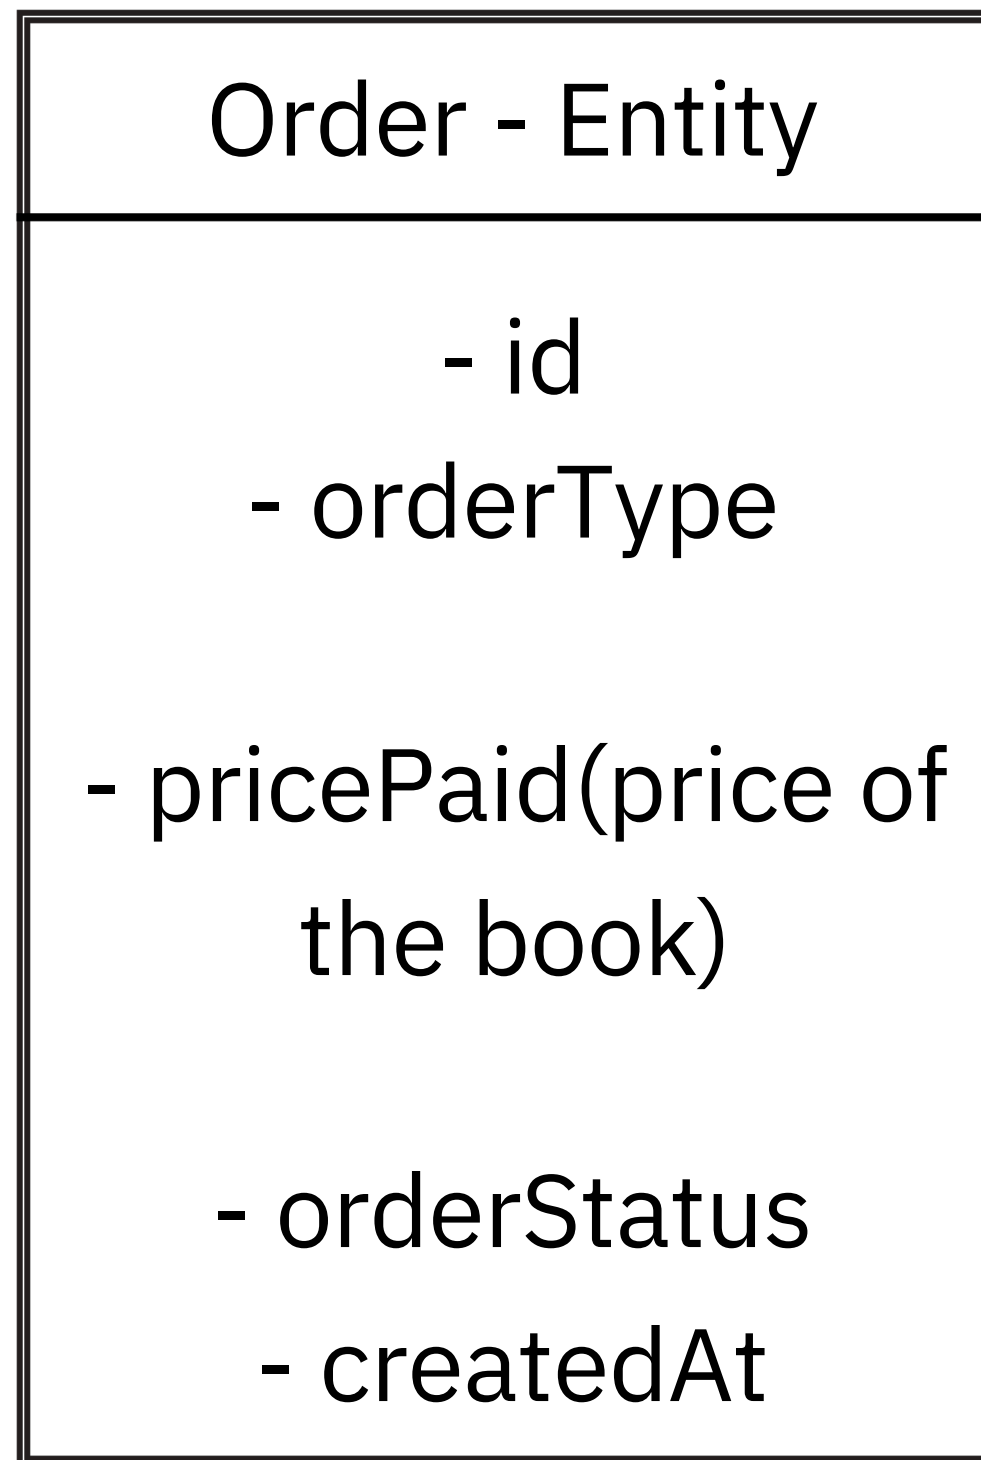 Order - Entity
- id
- orderType
- pricePaid(price of
the book)
- orderStatus
- createdAt